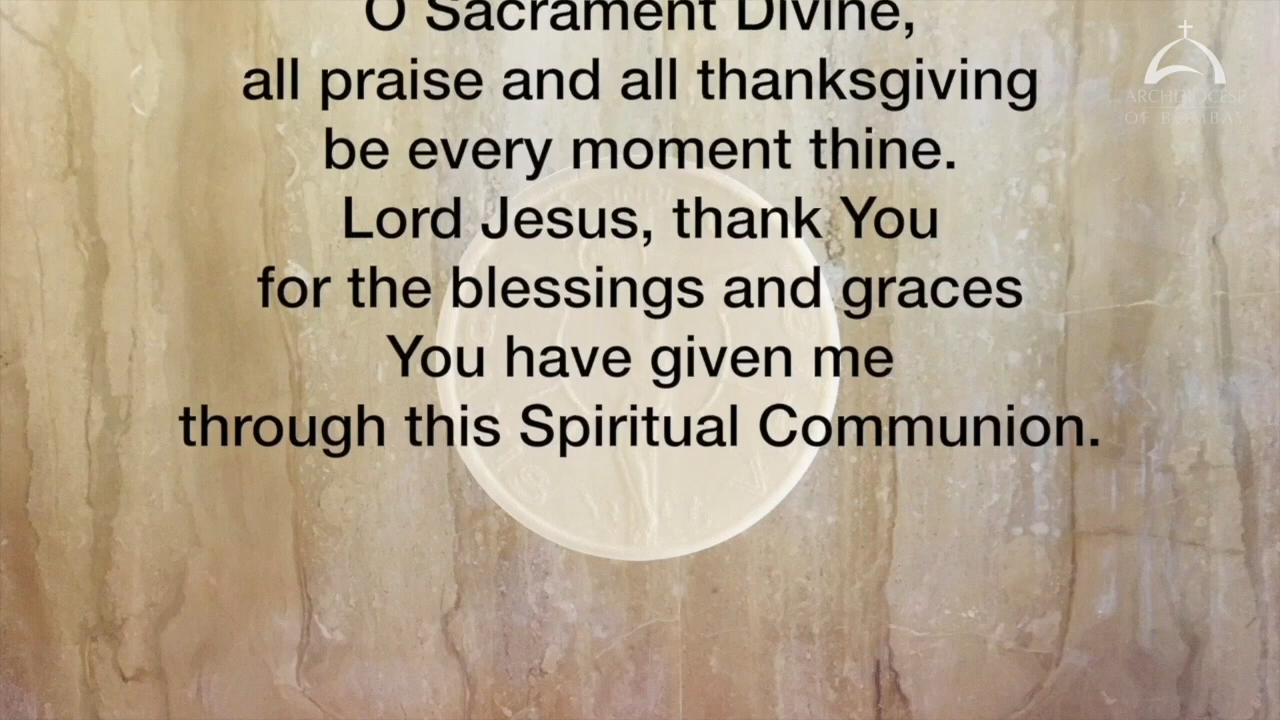 O Sacrament Divine,
all praise and all thanksgiving
be every moment thine.
Lord Jesus, thank You
for the blessings and graces
You have given me
through this Spiritual Communion.
ARCHDIOCESE
OF BOMBAY